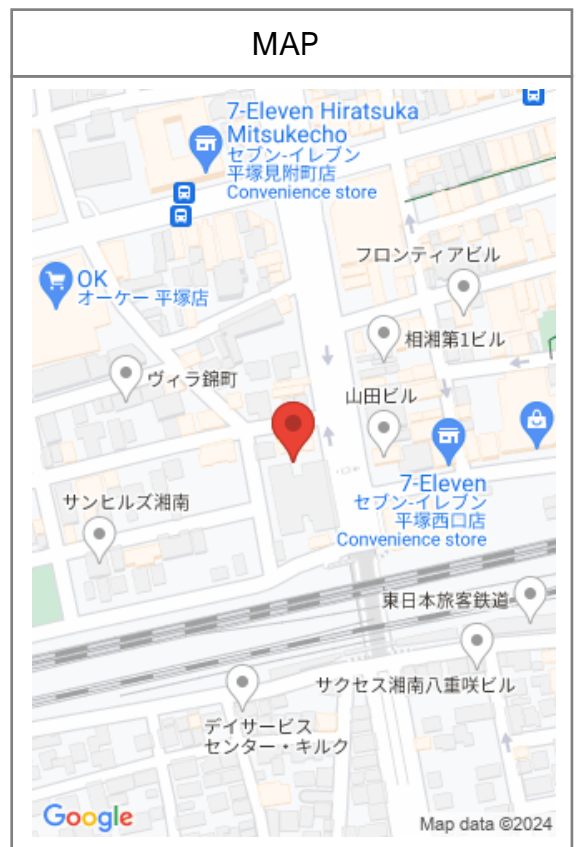 MAP
7-Eleven Hiratsuka
Mitsukecho
セブン-イレブン
平塚見附町店
Convenience store
フロンティアビル
OK
オーケー 平塚店
相湘第1ビル
ヴィラ錦町
山田ビル
7-Eleven
セブン-イレブン
平塚西口店
Convenience store
サンヒルズ湘南
東日本旅客鉄道
サクセス湘南八重咲ビル
デイサービス
センター・キルク
Google
Map data ©2024